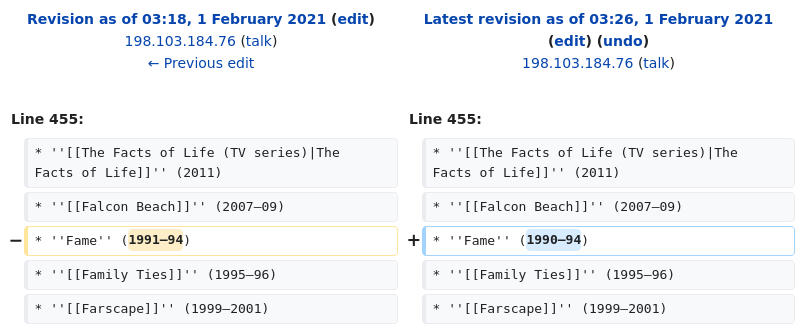 Revision as of 03:18, 1 February 2021 (edit)
198.103.184.76 (talk)
← Previous edit
Latest revision as of 03:26, 1 February 2021
(edit) (undo)
198.103.184.76 (talk)
Line 455:
Line 455:
* ''[[The Facts of Life (TV series)|The
Facts of Life]]'' (2011)
* ''[[The Facts of Life (TV series)|The
Facts of Life]]'' (2011)
* ''[[Falcon Beach]]'' (2007–09)
* ''[[Falcon Beach]]'' (2007–09)
− * ''Fame'' (1991–94)
+ * ''Fame'' (1990–94)
* ''[[Family Ties]]'' (1995–96)
* ''[[Family Ties]]'' (1995–96)
* ''[[Farscape]]'' (1999–2001)
* ''[[Farscape]]'' (1999–2001)